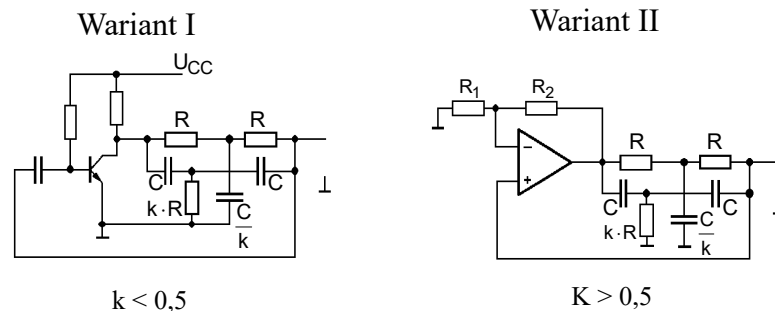 Wariant I
U_CC
R
R
C
C
k·R
C
k
k < 0,5
Wariant II
R₁
R₂
−
+
R
R
C
C
k·R
C
k
K > 0,5